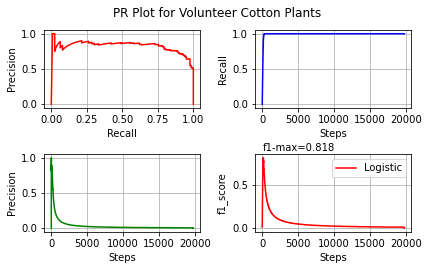 PR Plot for Volunteer Cotton Plants
1.0
0.5
0.0
Precision
0.00 0.25 0.50 0.75 1.00
Recall
1.0
0.5
0.0
Recall
0 5000 10000 15000 20000
Steps
1.0
0.5
0.0
Precision
0 5000 10000 15000 20000
Steps
f1-max=0.818
Logistic
0.5
0.0
f1_score
0 5000 10000 15000 20000
Steps